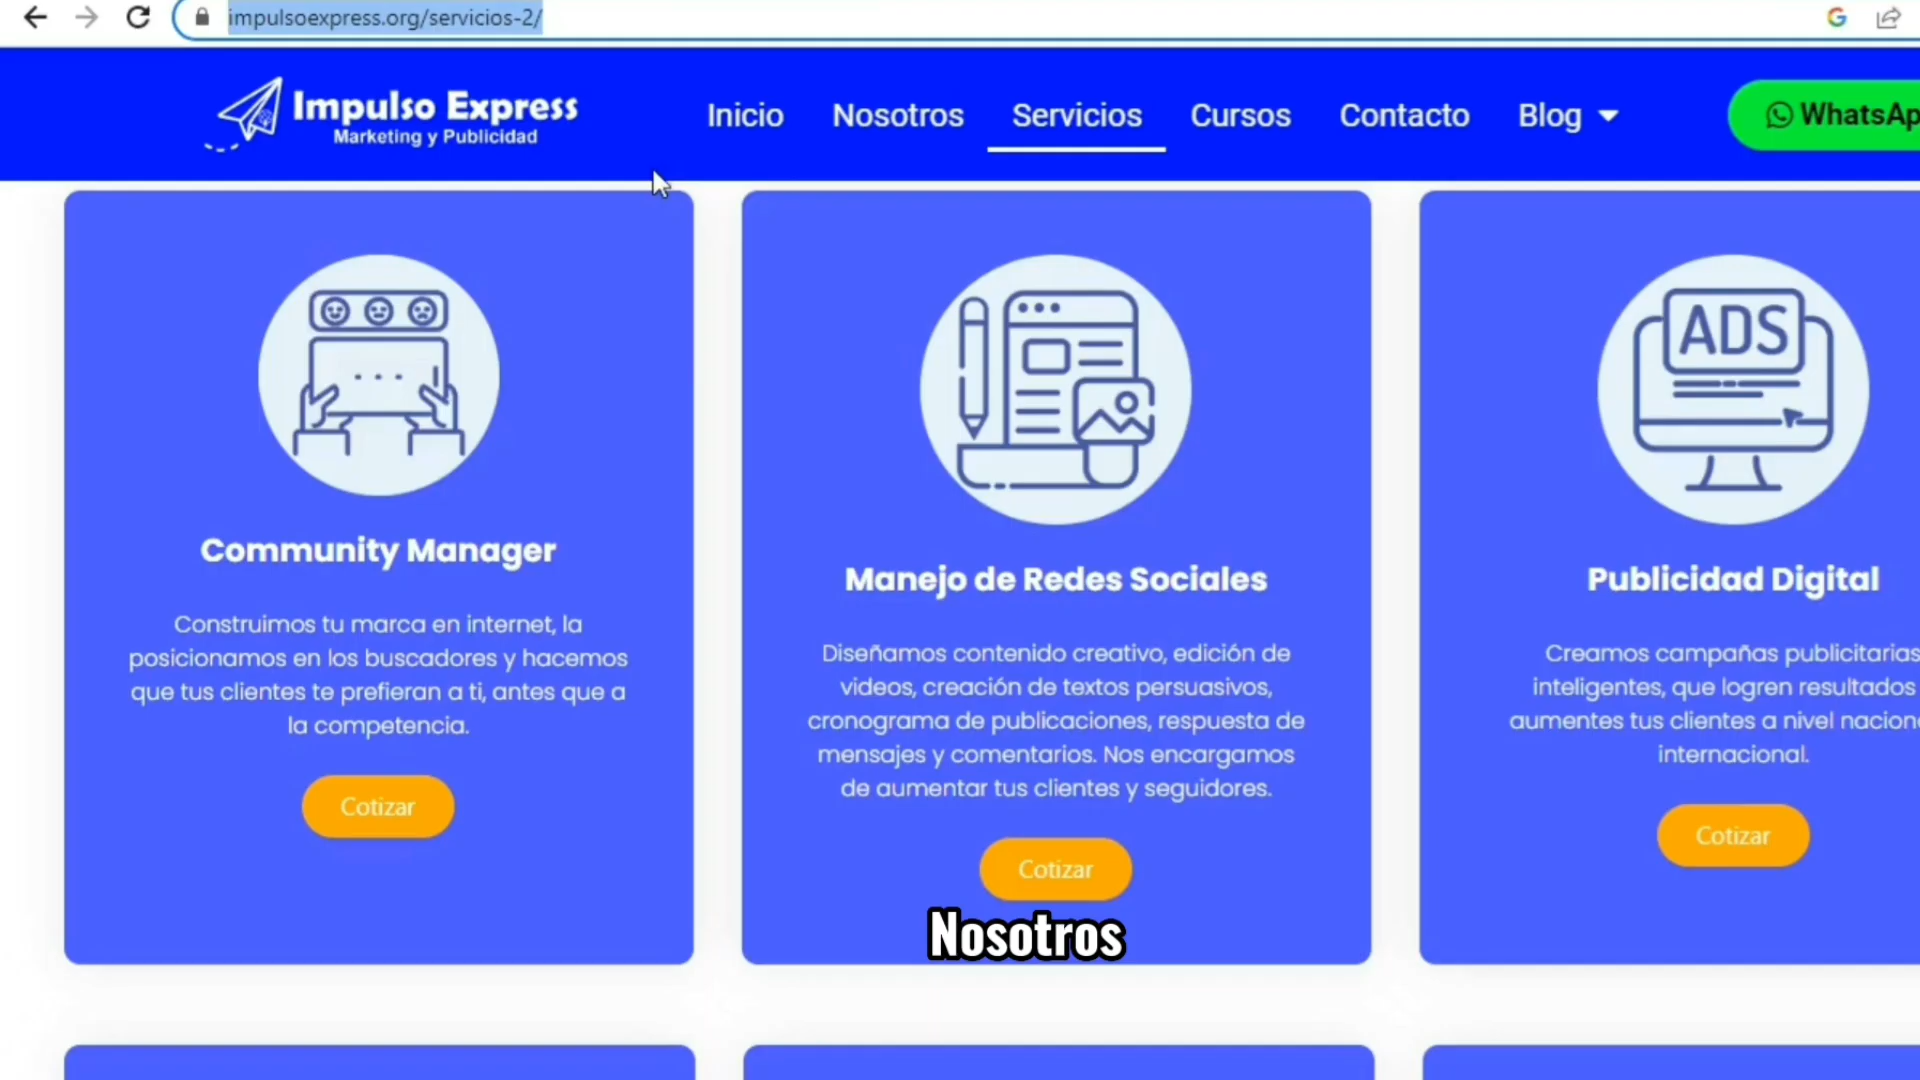 impulsoexpress.org/servicios-2/
Impulso Express
Marketing y Publicidad
Inicio
Nosotros
Servicios
Cursos
Contacto
Blog
WhatsAp
Community Manager
Construimos tu marca en internet, la
posicionamos en los buscadores y hacemos
que tus clientes te prefieran a ti, antes que a
la competencia.
Cotizar
Manejo de Redes Sociales
Diseñamos contenido creativo, edición de
videos, creación de textos persuasivos,
cronograma de publicaciones, respuesta de
mensajes y comentarios. Nos encargamos
de aumentar tus clientes y seguidores.
Cotizar
ADS
Publicidad Digital
Creamos campañas publicitarias
inteligentes, que logren resultados
aumentes tus clientes a nivel nacion
internacional.
Cotizar
Nosotros